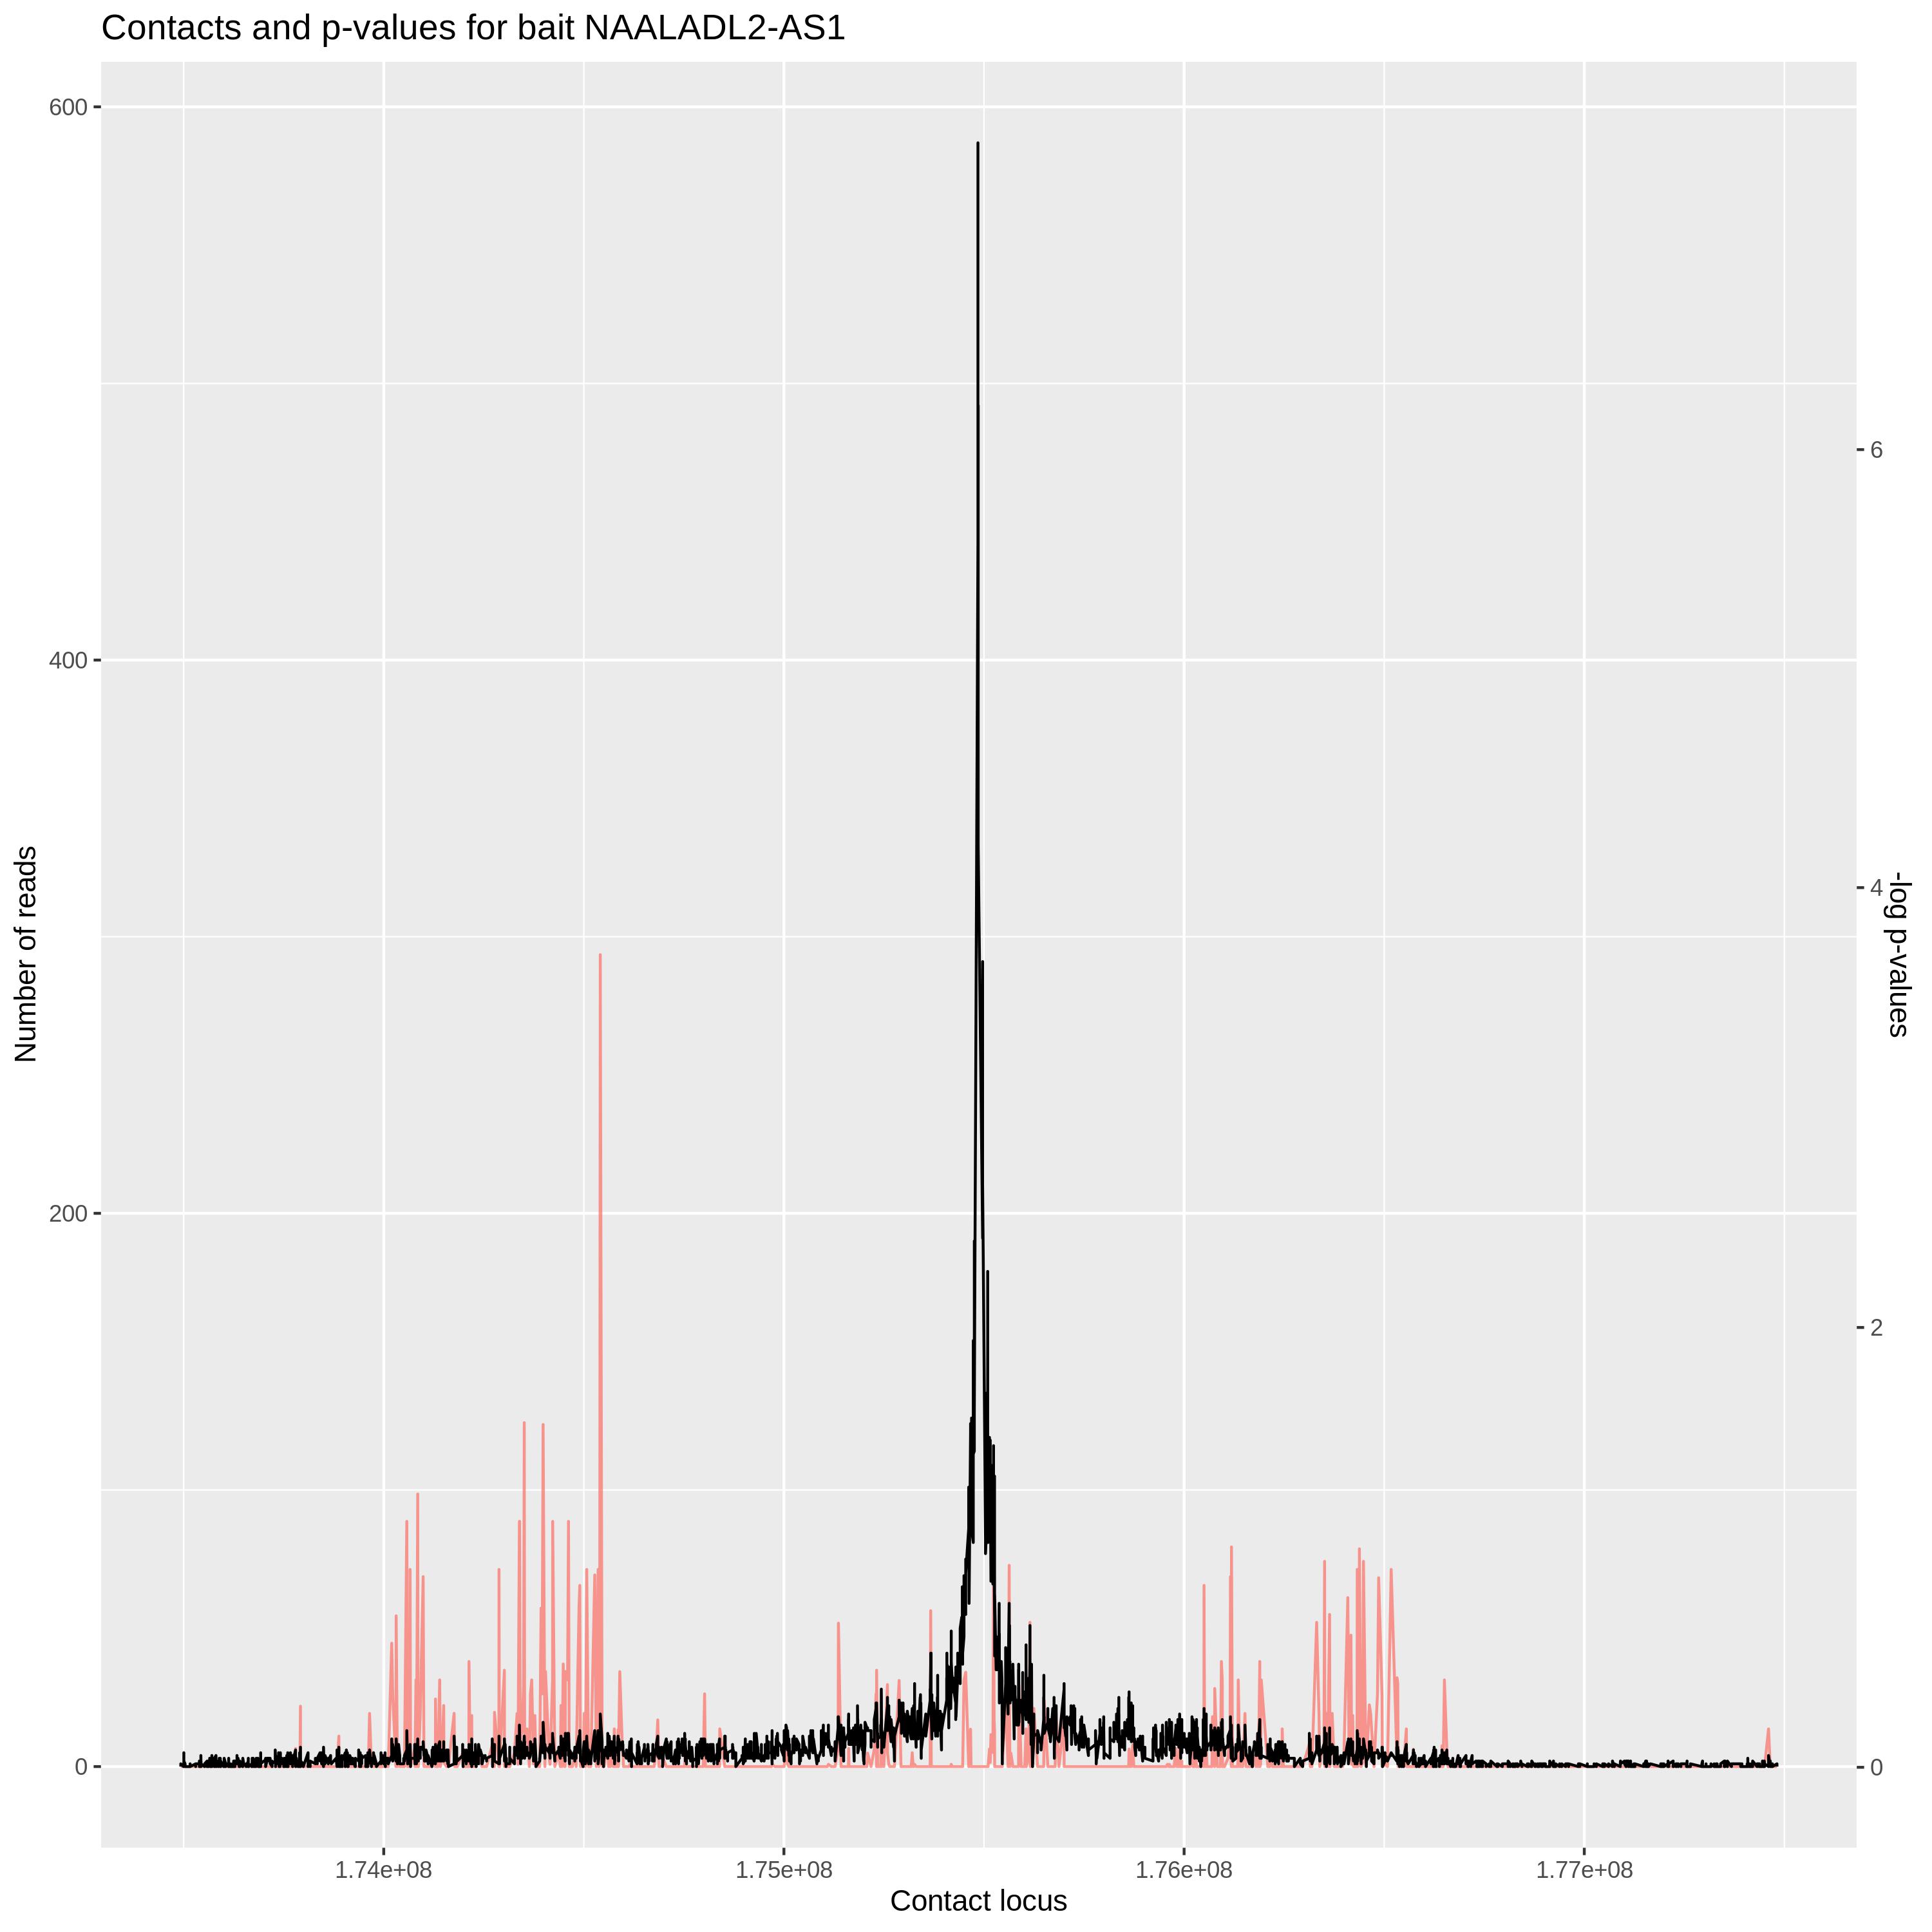 Contacts and p-values for bait NAALADL2-AS1
600
400
200
0
Number of reads
6
4
2
0
-log p-values
1.74e+08
1.75e+08
1.76e+08
1.77e+08
Contact locus